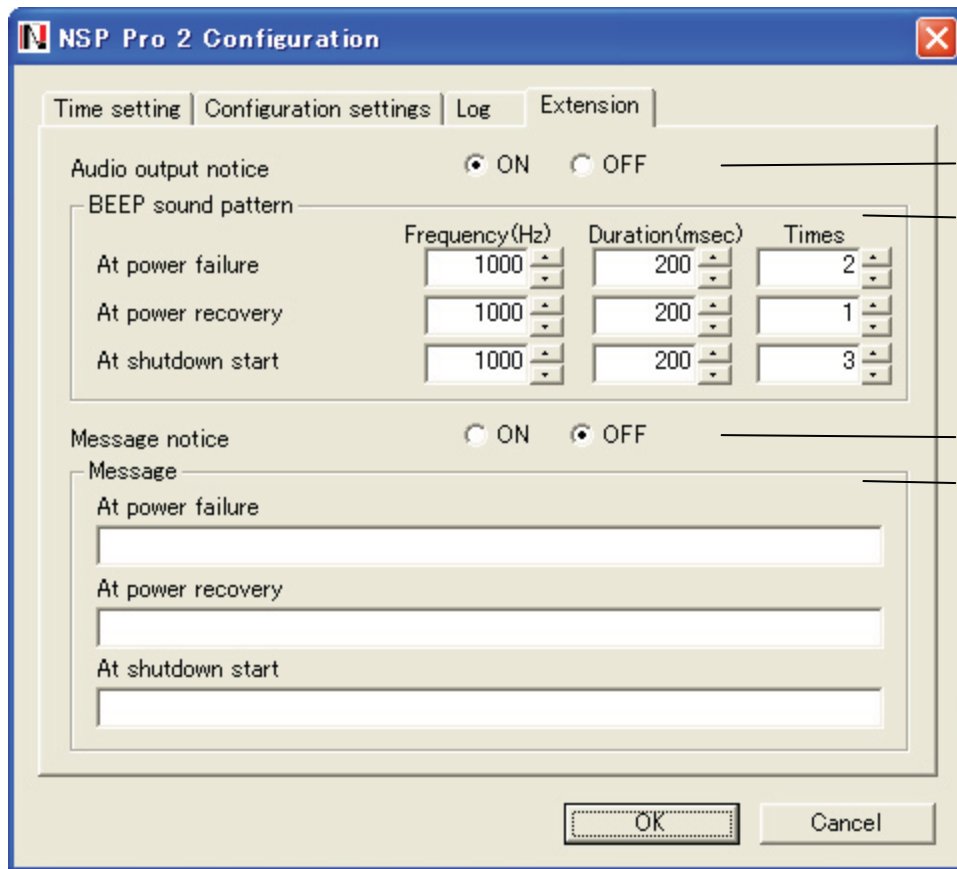 NSP Pro 2 Configuration
Time setting Configuration settings Log Extension
Audio output notice ON OFF
BEEP sound pattern
Frequency(Hz) Duration(msec) Times
At power failure 1000 200 2
At power recovery 1000 200 1
At shutdown start 1000 200 3
Message notice ON OFF
Message
At power failure
At power recovery
At shutdown start
OK Cancel